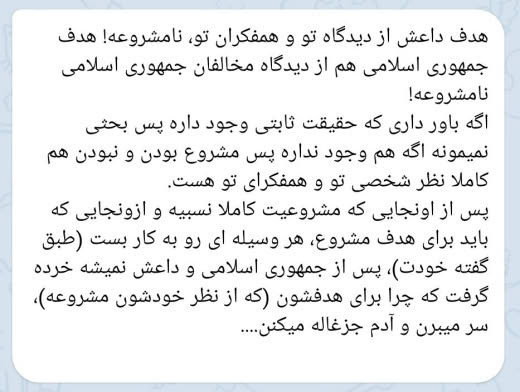 هدف داعش از دیدگاه تو و همفکران تو، نامشروعه! هدف
جمهوری اسلامی هم از دیدگاه مخالفان جمهوری اسلامی
نامشروعه!
اگه باور داری که حقیقت ثابتی وجود داره پس بحثی
نمیمونه اگه هم وجود نداره پس مشروع بودن و نبودن هم
کاملا نظر شخصی تو و همفکرای تو هست.
پس از اونجایی که مشروعیت کاملا نسبیه و ازونجایی که
باید برای هدف مشروع، هر وسیله ای رو به کار بست (طبق
گفته خودت)، پس از جمهوری اسلامی و داعش نمیشه خرده
گرفت که چرا برای هدفشون (که از نظر خودشون مشروعه)،
سر میبرن و آدم جزغاله میکنن....